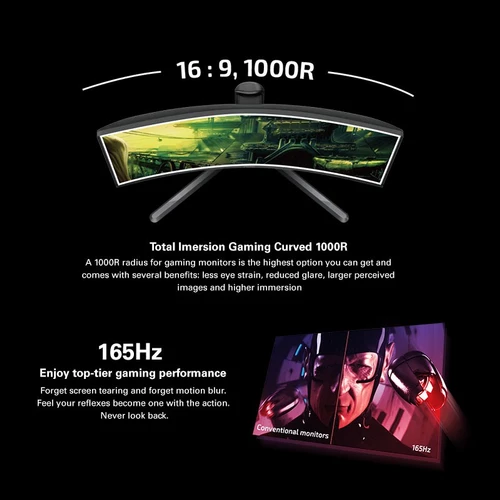 16 : 9, 1000R
Total Imersion Gaming Curved 1000R
A 1000R radius for gaming monitors is the highest option you can get and
comes with several benefits: less eye strain, reduced glare, larger perceived
images and higher immersion
165Hz
Enjoy top-tier gaming performance
Forget screen tearing and forget motion blur.
Feel your reflexes become one with the action.
Never look back.
Conventional monitors
165Hz